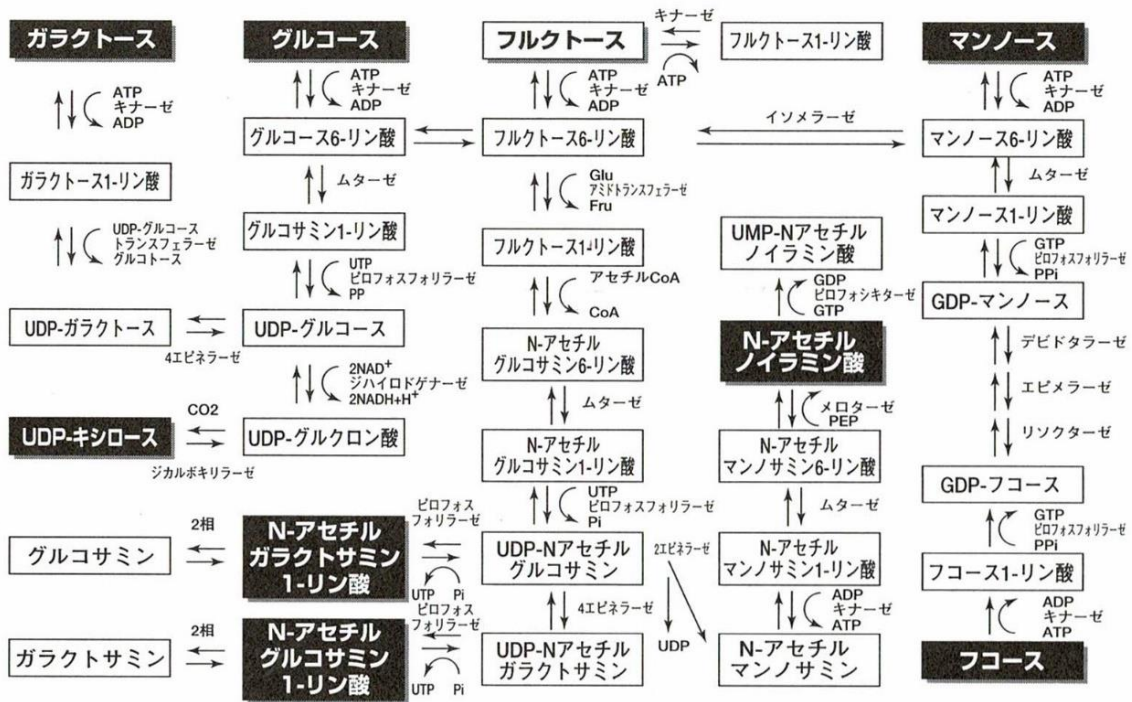 ガラクトース
ATP
キナーゼ
ADP
ガラクトース1-リン酸
UDP-グルコース
トランスフェラーゼ
グルコトース
UDP-ガラクトース
4エピネラーゼ
UDP-キシロース
CO2
ジカルボキリラーゼ
グルコサミン
2相
ガラクトサミン
2相
グルコース
ATP
キナーゼ
ADP
グルコース6-リン酸
ムターゼ
グルコサミン1-リン酸
UTP
ピロフォスフォリラーゼ
PP
UDP-グルコース
2NAD⁺
ジハイロドゲナーゼ
2NADH+H⁺
UDP-グルクロン酸
N-アセチル
ガラクトサミン
1-リン酸
ピロフォス
フォリラーゼ
UTP Pi
N-アセチル
グルコサミン
1-リン酸
ピロフォス
フォリラーゼ
UTP Pi
フルクトース
キナーゼ
ATP
フルクトース1-リン酸
ATP
キナーゼ
ADP
フルクトース6-リン酸
イソメラーゼ
Glu
アミドトランスフェラーゼ
Fru
フルクトース1-リン酸
アセチルCoA
CoA
N-アセチル
グルコサミン6-リン酸
ムターゼ
N-アセチル
グルコサミン1-リン酸
UTP
ピロフォスフォリラーゼ
Pi
UDP-Nアセチル
グルコサミン
4エピネラーゼ
UDP-Nアセチル
ガラクトサミン
2エピネラーゼ
UDP
UMP-Nアセチル
ノイラミン酸
GDP
ピロフォシキターゼ
GTP
N-アセチル
ノイラミン酸
メロターゼ
PEP
N-アセチル
マンノサミン6-リン酸
ムターゼ
N-アセチル
マンノサミン1-リン酸
ADP
キナーゼ
ATP
N-アセチル
マンノサミン
マンノース
ATP
キナーゼ
ADP
マンノース6-リン酸
ムターゼ
マンノース1-リン酸
GTP
ピロフォスフォリラーゼ
PPi
GDP-マンノース
デビドタラーゼ
エピメラーゼ
リソクターゼ
GDP-フコース
GTP
ピロフォスフォリラーゼ
PPi
フコース1-リン酸
ADP
キナーゼ
ATP
フコース